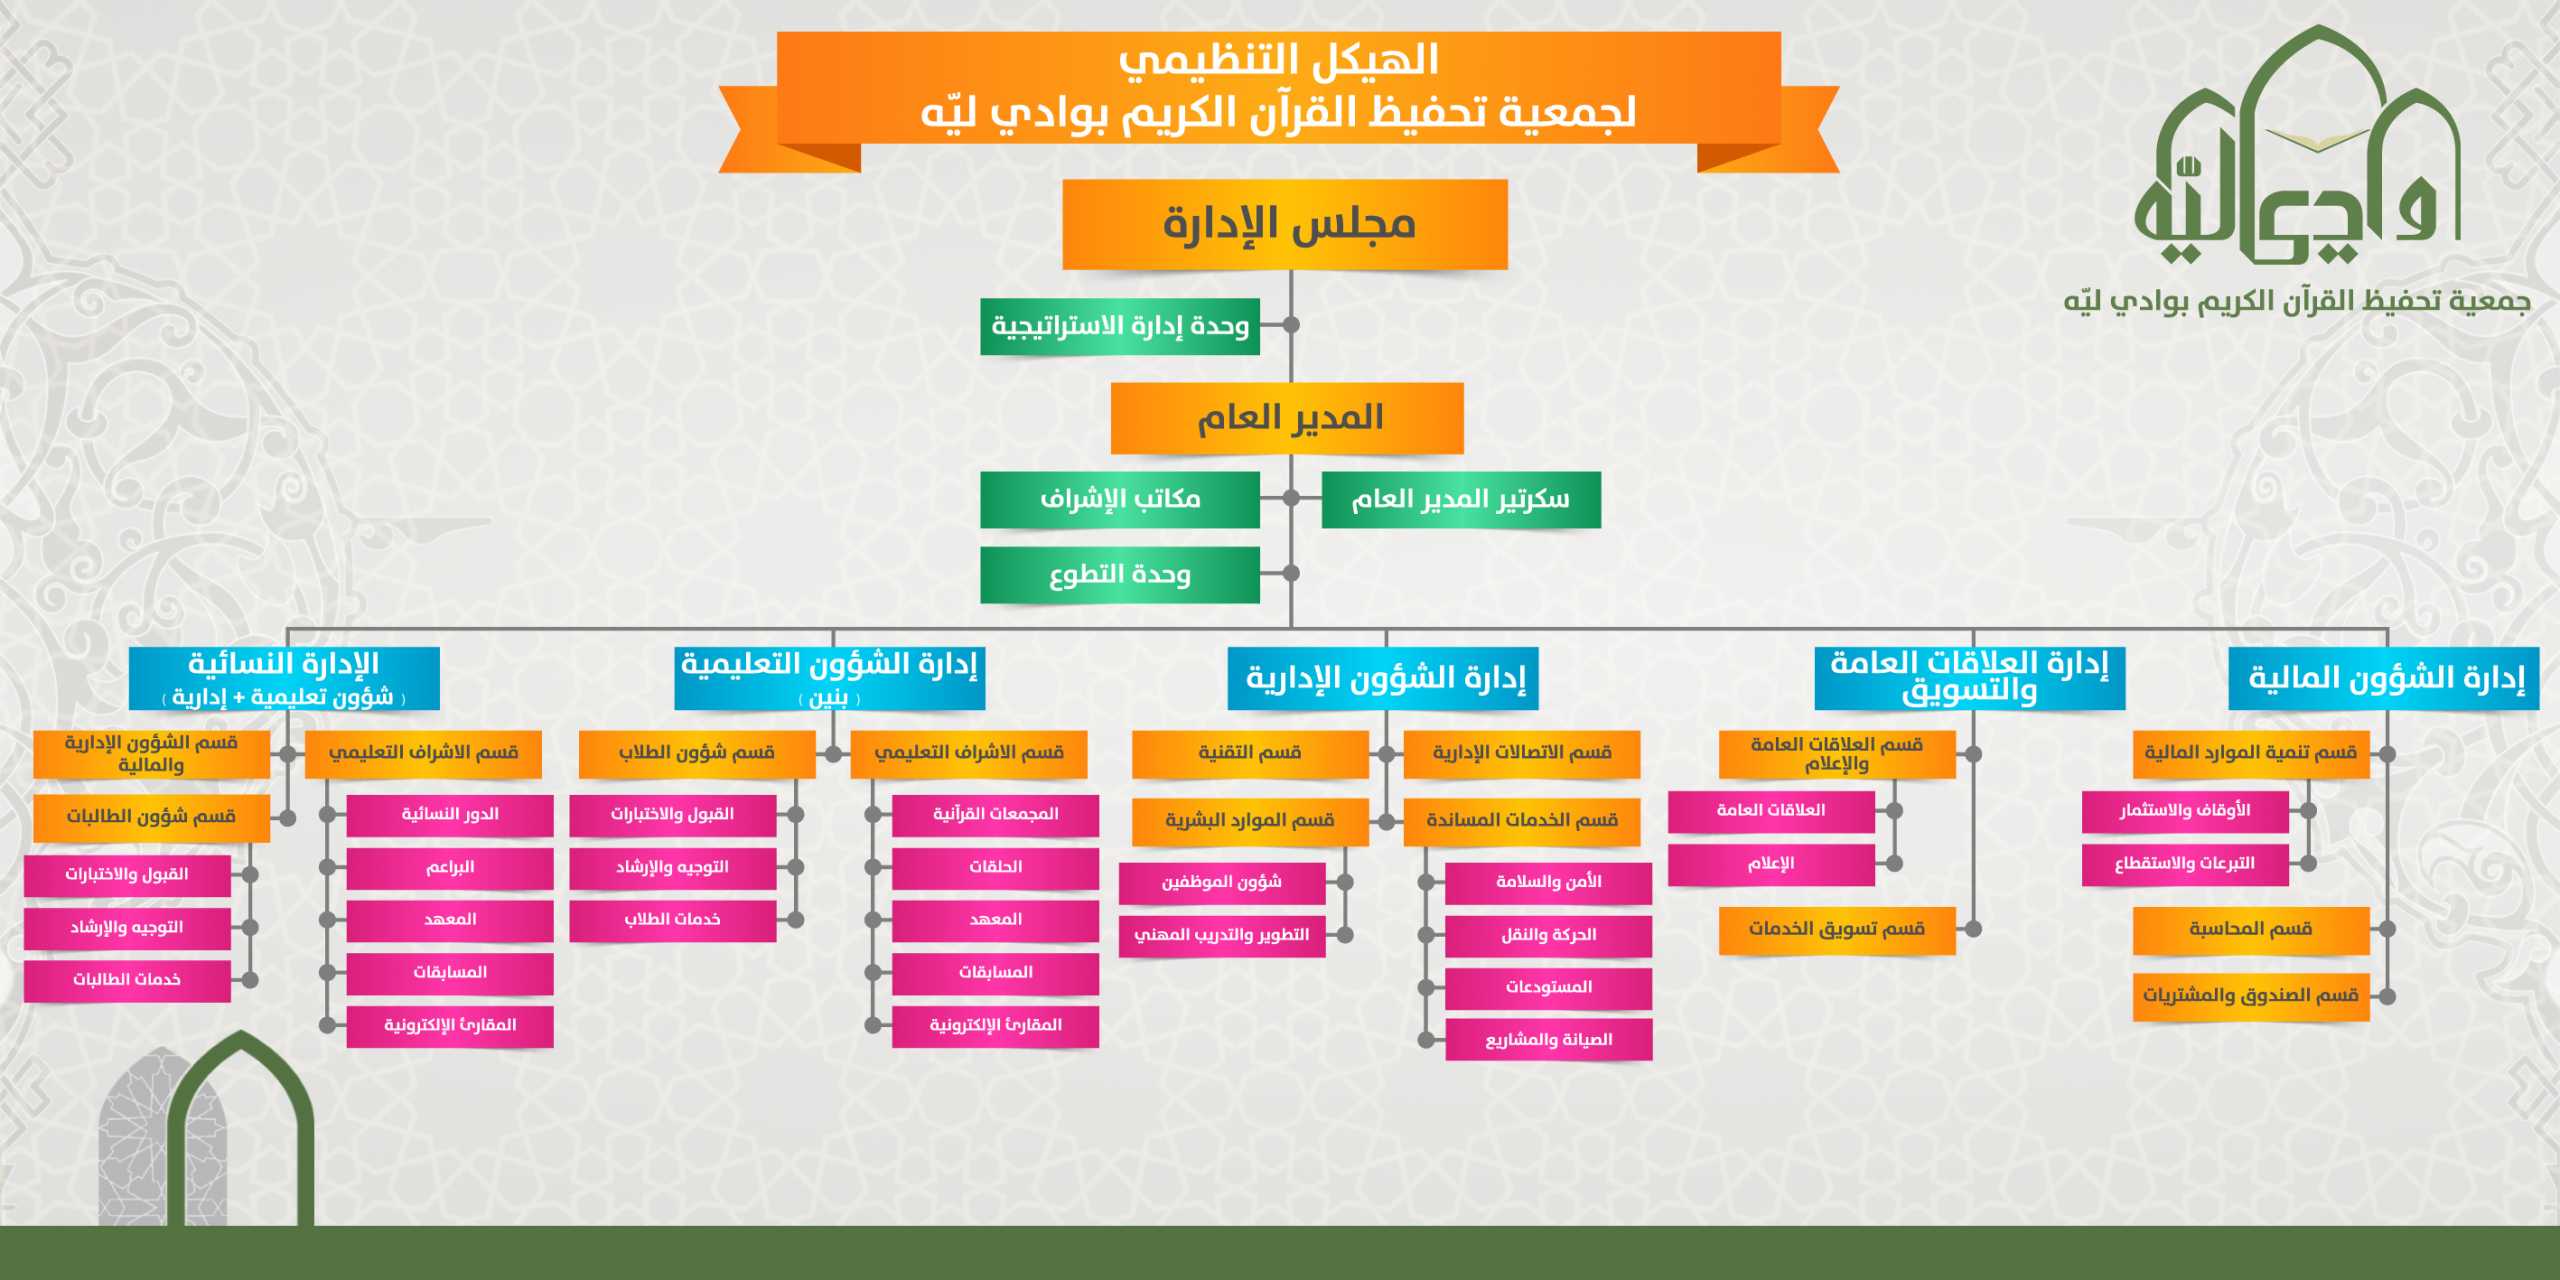 الهيكل التنظيمي
لجمعية تحفيظ القرآن الكريم بوادي ليّه
وادي ليّه
جمعية تحفيظ القرآن الكريم بوادي ليّه
مجلس الإدارة
وحدة إدارة الاستراتيجية
المدير العام
سكرتير المدير العام
مكاتب الإشراف
وحدة التطوع
إدارة الشؤون المالية
قسم تنمية الموارد المالية
الأوقاف والاستثمار
التبرعات والاستقطاع
قسم المحاسبة
قسم الصندوق والمشتريات
إدارة العلاقات العامة
والتسويق
قسم العلاقات العامة
والإعلام
العلاقات العامة
الإعلام
قسم تسويق الخدمات
إدارة الشؤون الإدارية
قسم الاتصالات الإدارية
قسم التقنية
قسم الخدمات المساندة
قسم الموارد البشرية
الأمن والسلامة
الحركة والنقل
المستودعات
الصيانة والمشاريع
شؤون الموظفين
التطوير والتدريب المهني
إدارة الشؤون التعليمية
( بنين )
قسم الاشراف التعليمي
المجمعات القرآنية
الحلقات
المعهد
المسابقات
المقارئ الإلكترونية
قسم شؤون الطلاب
القبول والاختبارات
التوجيه والإرشاد
خدمات الطلاب
الإدارة النسائية
( شؤون تعليمية + إدارية )
قسم الاشراف التعليمي
الدور النسائية
البراعم
المعهد
المسابقات
المقارئ الإلكترونية
قسم الشؤون الإدارية
والمالية
قسم شؤون الطالبات
القبول والاختبارات
التوجيه والإرشاد
خدمات الطالبات